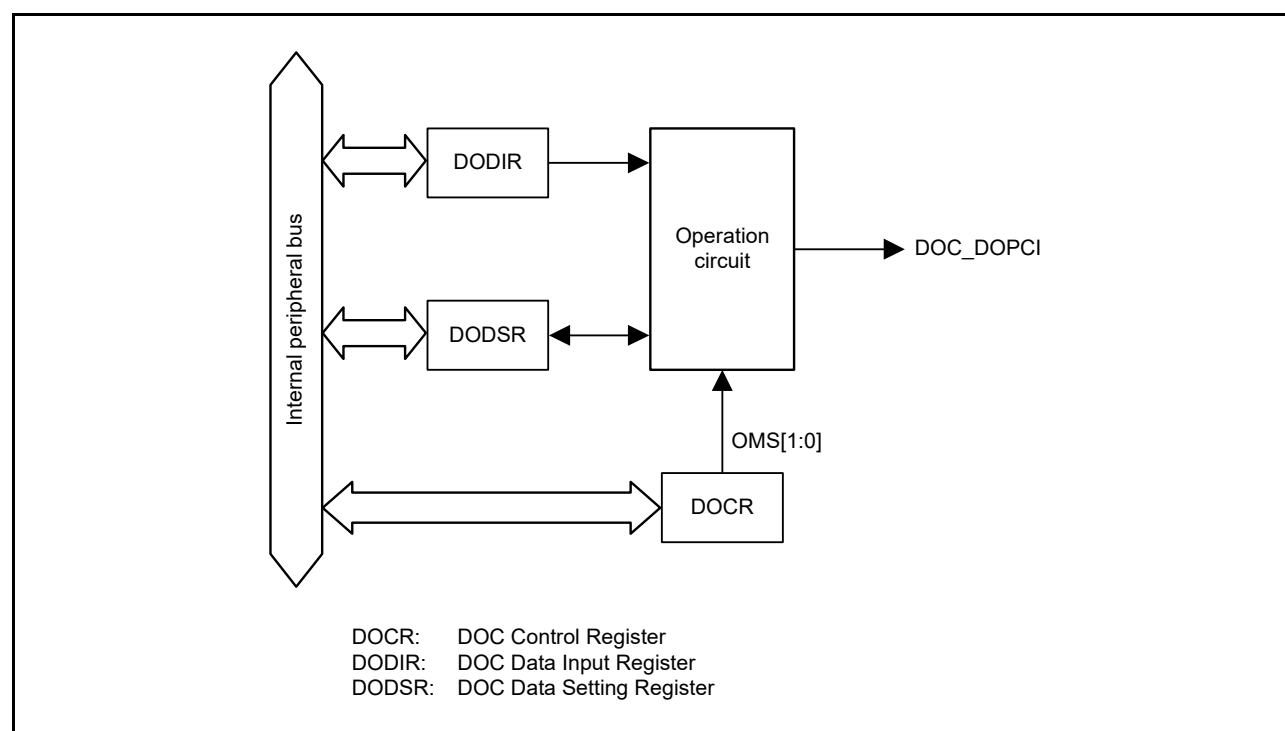 Internal peripheral bus
DODIR
Operation
circuit
DOC_DOPCI
DODSR
OMS[1:0]
DOCR
DOCR: DOC Control Register
DODIR: DOC Data Input Register
DODSR: DOC Data Setting Register